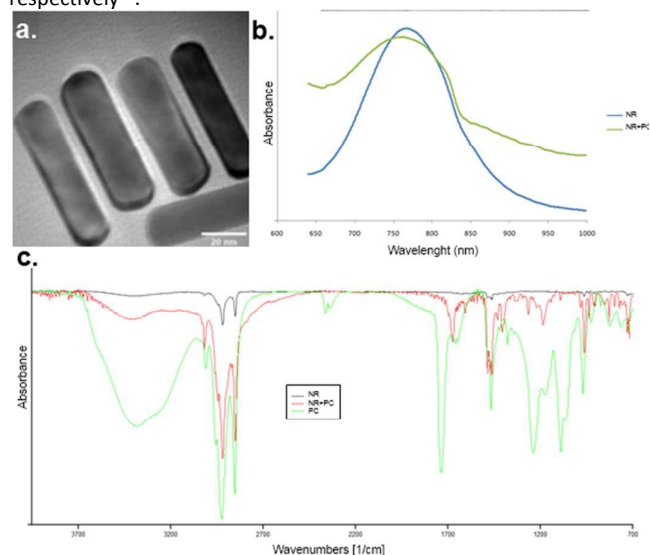 respectively
a.
20 nm
b.
Absorbance
600 650 700 750 800 850 900 950 1000
Wavelenght (nm)
NR
NR+PC
c.
Absorbance
NR
NR+PC
PC
3700 3200 2700 2200 1700 1200 700
Wavenumbers [1/cm]